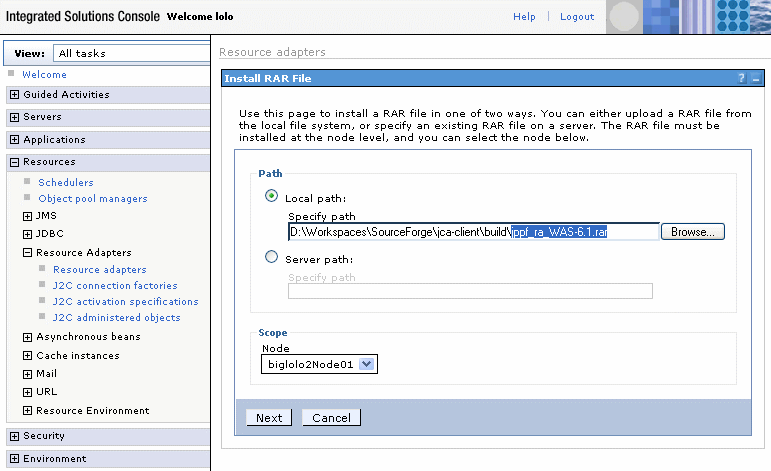 Integrated Solutions Console Welcome lolo
Help | Logout
View: All tasks
Welcome
Guided Activities
Servers
Applications
Resources
Schedulers
Object pool managers
JMS
JDBC
Resource Adapters
Resource adapters
J2C connection factories
J2C activation specifications
J2C administered objects
Asynchronous beans
Cache instances
Mail
URL
Resource Environment
Security
Environment
Resource adapters
Install RAR File ? –
Use this page to install a RAR file in one of two ways. You can either upload a RAR file from
the local file system, or specify an existing RAR file on a server. The RAR file must be
installed at the node level, and you can select the node below.
Path
Local path:
Specify path
D:\Workspaces\SourceForge\jca-client\build\ppf_ra_WAS-6.1.rar Browse...
Server path:
Specify path
Scope
Node
biglolo2Node01
Next Cancel